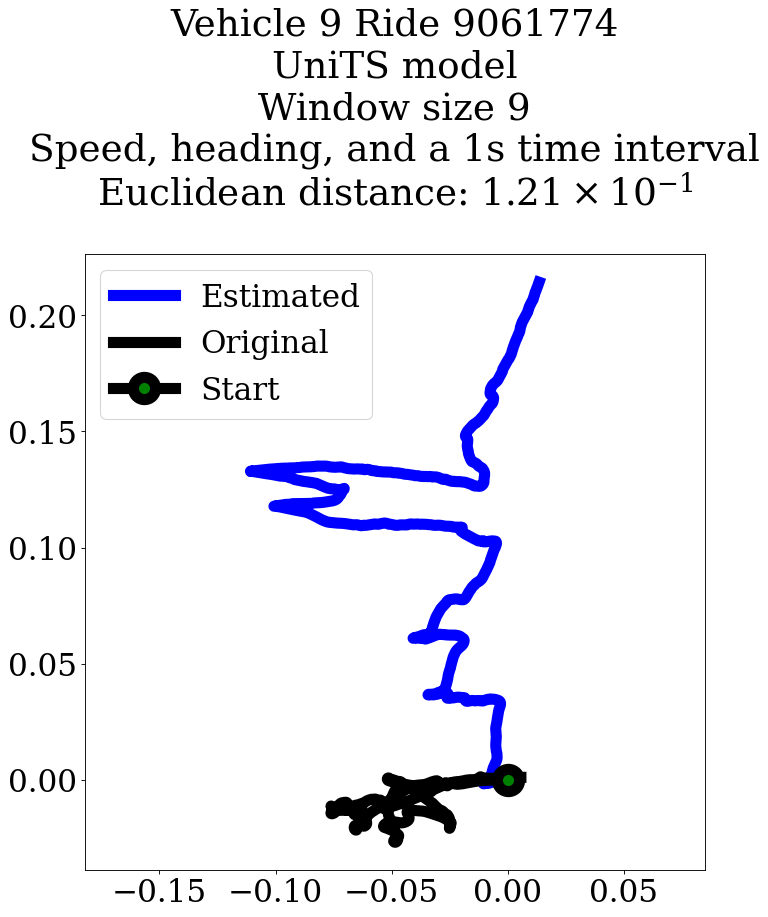 Vehicle 9 Ride 9061774
UniTS model
Window size 9
Speed, heading, and a 1s time interval
Euclidean distance: 1.21 × 10⁻¹
Estimated
Original
Start
0.20
0.15
0.10
0.05
0.00
−0.15 −0.10 −0.05 0.00 0.05